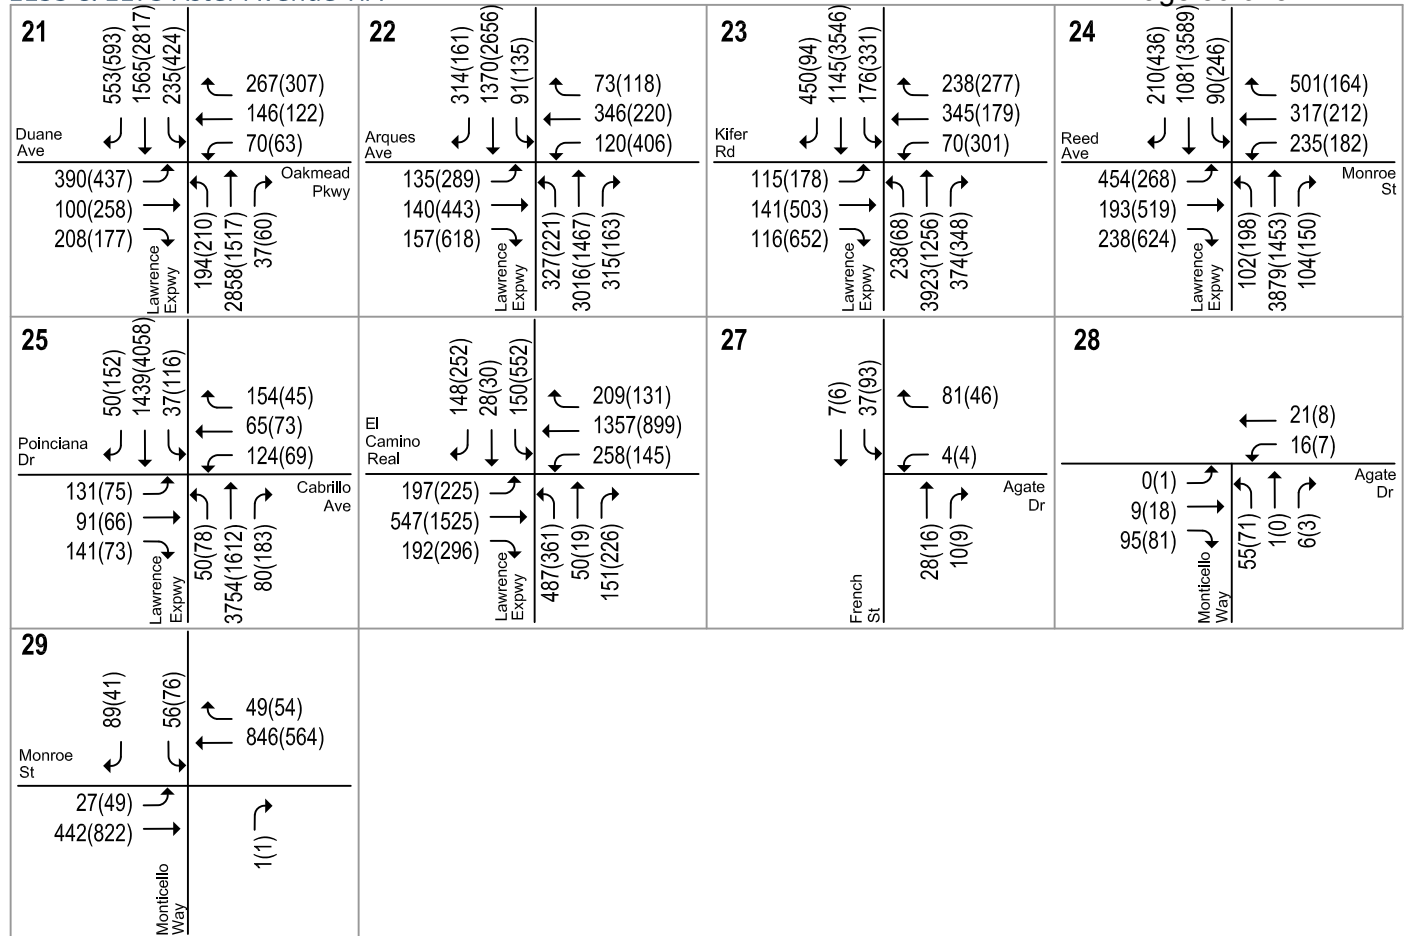 21
553(593)
1565(2817)
235(424)
267(307)
146(122)
70(63)
Duane
Ave
390(437)
100(258)
208(177)
Oakmead
Pkwy
Lawrence
Expwy
194(210)
2858(1517)
37(60)
22
314(161)
1370(2656)
91(135)
73(118)
346(220)
120(406)
Arques
Ave
135(289)
140(443)
157(618)
Lawrence
Expwy
327(221)
3016(1467)
315(163)
23
450(94)
1145(3546)
176(331)
238(277)
345(179)
70(301)
Kifer
Rd
115(178)
141(503)
116(652)
Lawrence
Expwy
238(68)
3923(1256)
374(348)
24
210(436)
1081(3589)
90(246)
501(164)
317(212)
235(182)
Reed
Ave
454(268)
193(519)
238(624)
Monroe
St
Lawrence
Expwy
102(198)
3879(1453)
104(150)
25
50(152)
1439(4058)
37(116)
154(45)
65(73)
124(69)
Poinciana
Dr
131(75)
91(66)
141(73)
Cabrillo
Ave
Lawrence
Expwy
50(78)
3754(1612)
80(183)
148(252)
28(30)
150(552)
209(131)
1357(899)
258(145)
El
Camino
Real
197(225)
547(1525)
192(296)
Lawrence
Expwy
487(361)
50(19)
151(226)
27
7(6)
37(93)
81(46)
4(4)
Agate
Dr
French
St
28(16)
10(9)
28
21(8)
16(7)
0(1)
9(18)
95(81)
Agate
Dr
Monticello
Way
55(71)
1(0)
6(3)
29
89(41)
56(76)
49(54)
846(564)
Monroe
St
27(49)
442(822)
Monticello
Way
1(1)